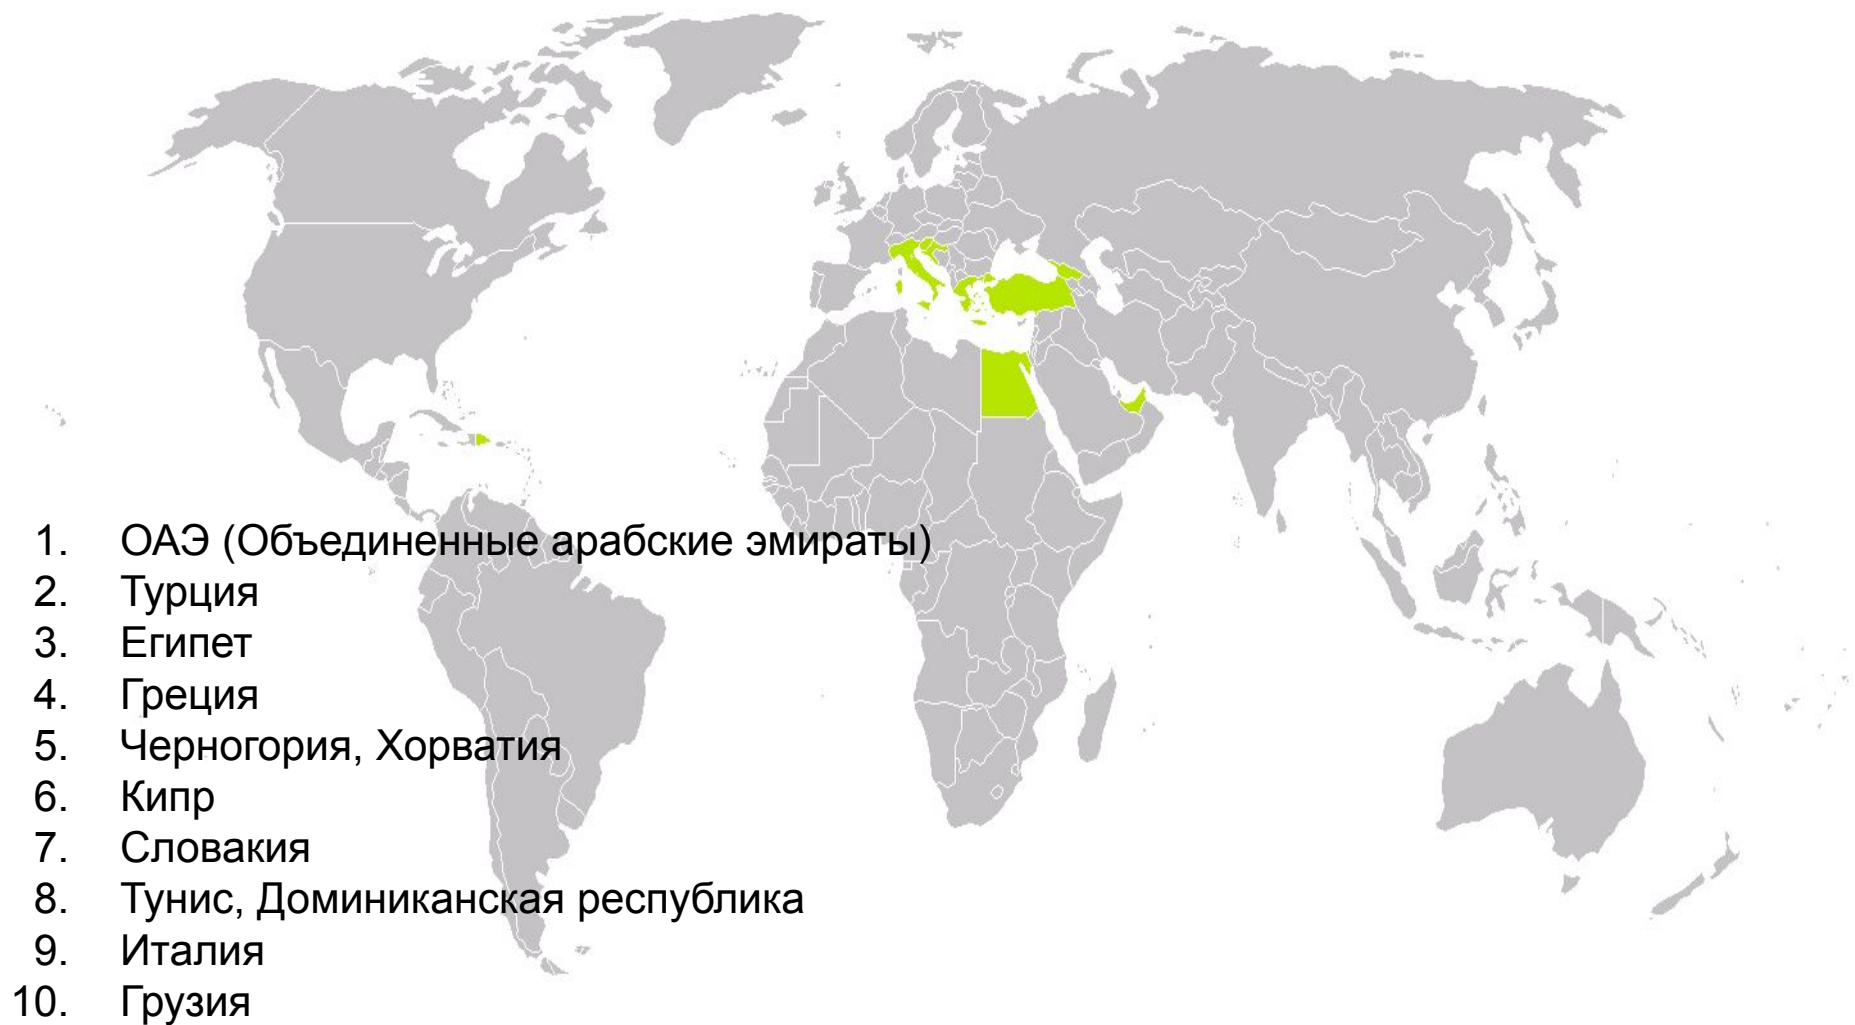 1. ОАЭ (Объединенные арабские эмираты)
2. Турция
3. Египет
4. Греция
5. Черногория, Хорватия
6. Кипр
7. Словакия
8. Тунис, Доминиканская республика
9. Италия
10. Грузия